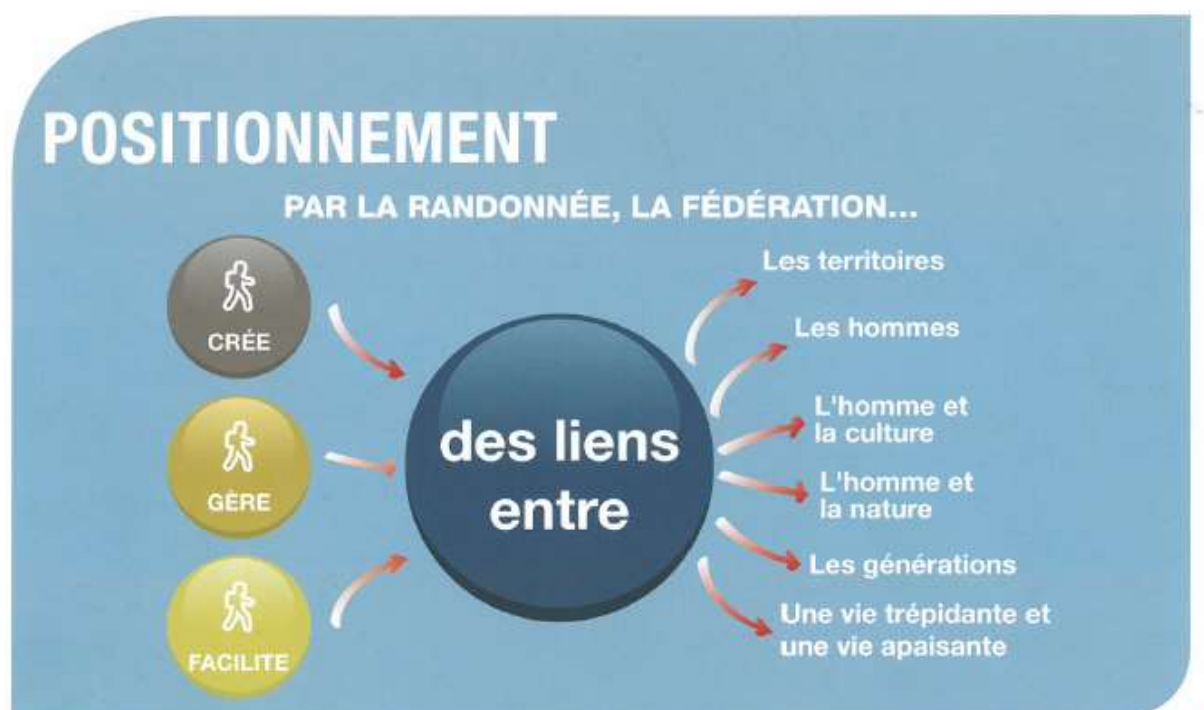 POSITIONNEMENT
PAR LA RANDONNÉE, LA FÉDÉRATION...
CRÉE
GÈRE
FACILITE
des liens
entre
Les territoires
Les hommes
L'homme et
la culture
L'homme et
la nature
Les générations
Une vie trépidante et
une vie apaisante